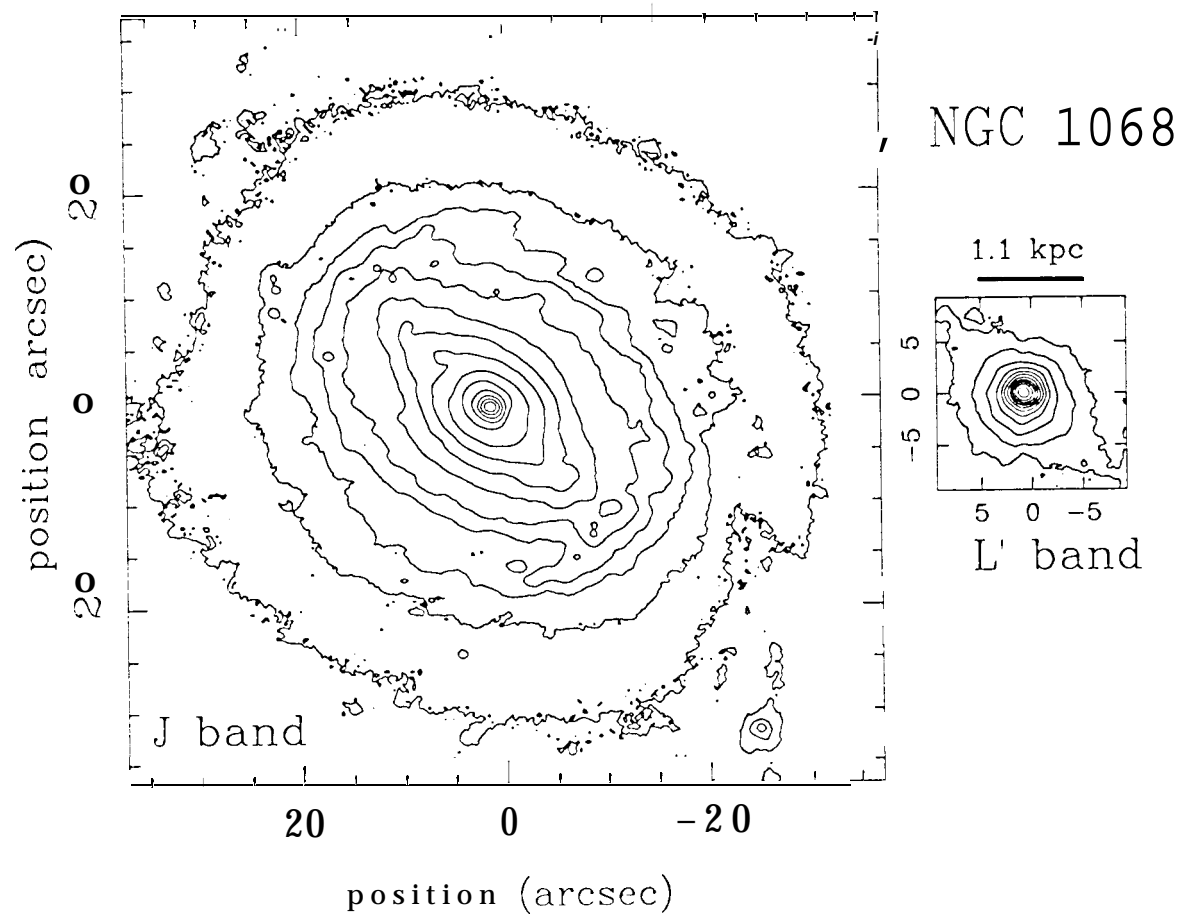 NGC 1068
position arcsec)
20
0
20
J band
20 0 -20
position (arcsec)
1.1 kpc
5
0
-5
5 0 -5
L' band